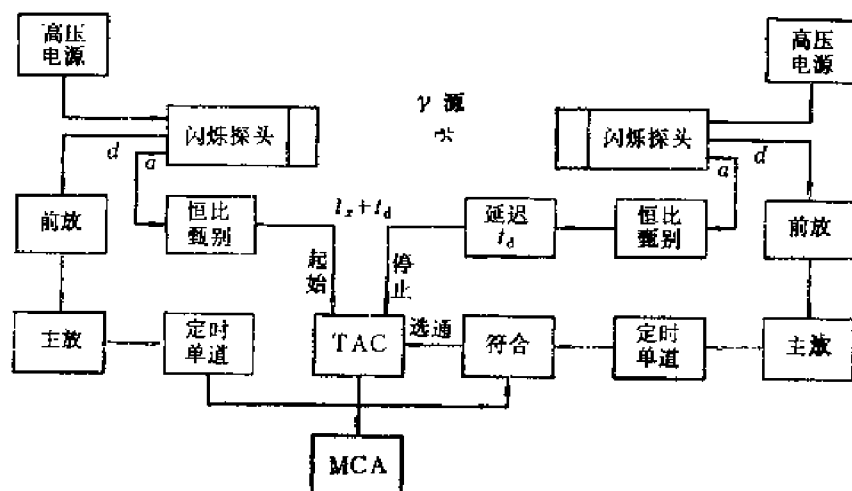 高压
电源
高压
电源
γ 源
闪烁探头
闪烁探头
d
a
a
d
前放
恒比
甄别
t_x+t_d
延迟
t_d
恒比
甄别
前放
起始
停止
主放
定时
单道
TAC
选通
符合
定时
单道
主放
MCA